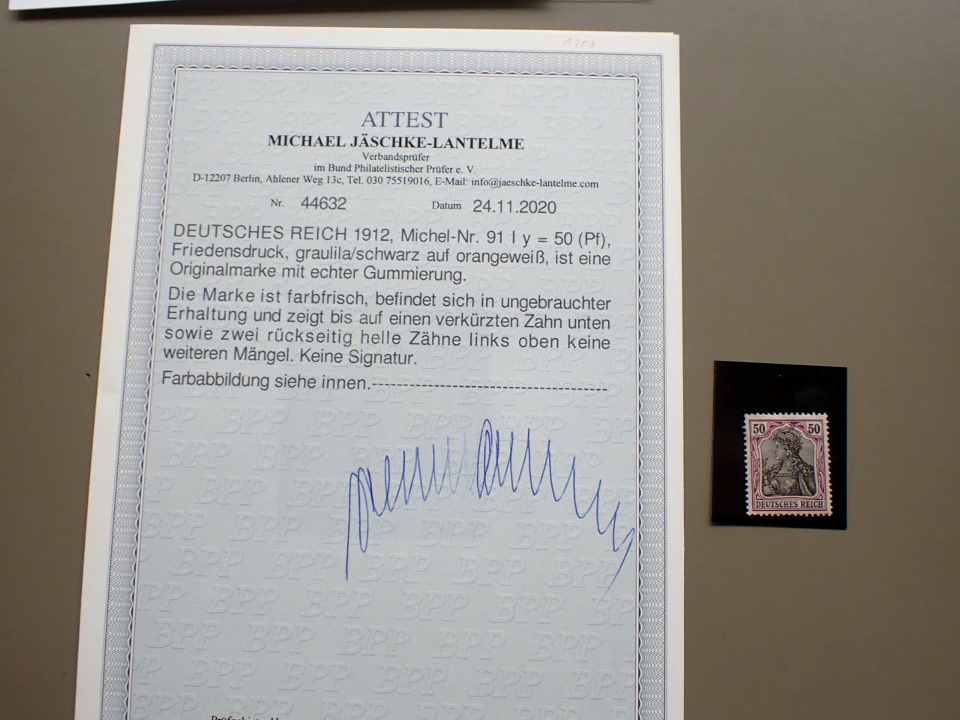 ATTEST
MICHAEL JÄSCHKE-LANTELME
Verbandsprüfer
im Bund Philatelistischer Prüfer e. V.
D-12207 Berlin, Ahlener Weg 13c, Tel. 030 75519016, E-Mail: info@jaeschke-lantelme.com
Nr. 44632 Datum 24.11.2020
DEUTSCHES REICH 1912, Michel-Nr. 91 I y = 50 (Pf),
Friedensdruck, graulila/schwarz auf orangeweiß, ist eine
Originalmarke mit echter Gummierung.
Die Marke ist farbfrisch, befindet sich in ungebrauchter
Erhaltung und zeigt bis auf einen verkürzten Zahn unten
sowie zwei rückseitig helle Zähne links oben keine
weiteren Mängel. Keine Signatur.
Farbabbildung siehe innen.--------------------------------------
BPP
50 50
DEUTSCHES REICH